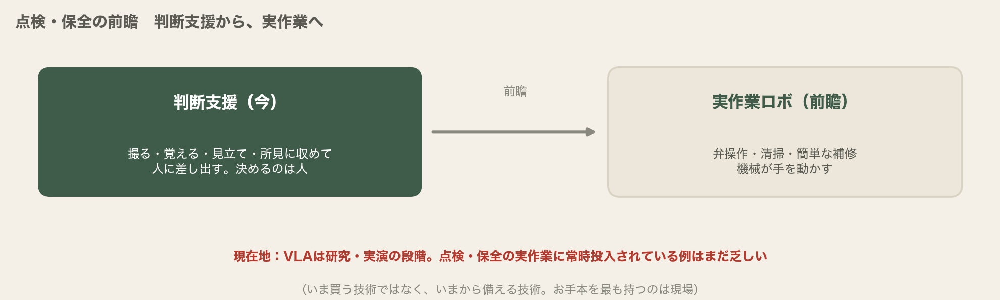 点検・保全の前瞻　判断支援から、実作業へ
判断支援（今）
撮る・覚える・見立て・所見に収めて
人に差し出す。決めるのは人
前瞻
実作業ロボ（前瞻）
弁操作・清掃・簡単な補修
機械が手を動かす
現在地：VLAは研究・実演の段階。点検・保全の実作業に常時投入されている例はまだ乏しい
（いま買う技術ではなく、いまから備える技術。お手本を最も持つのは現場）